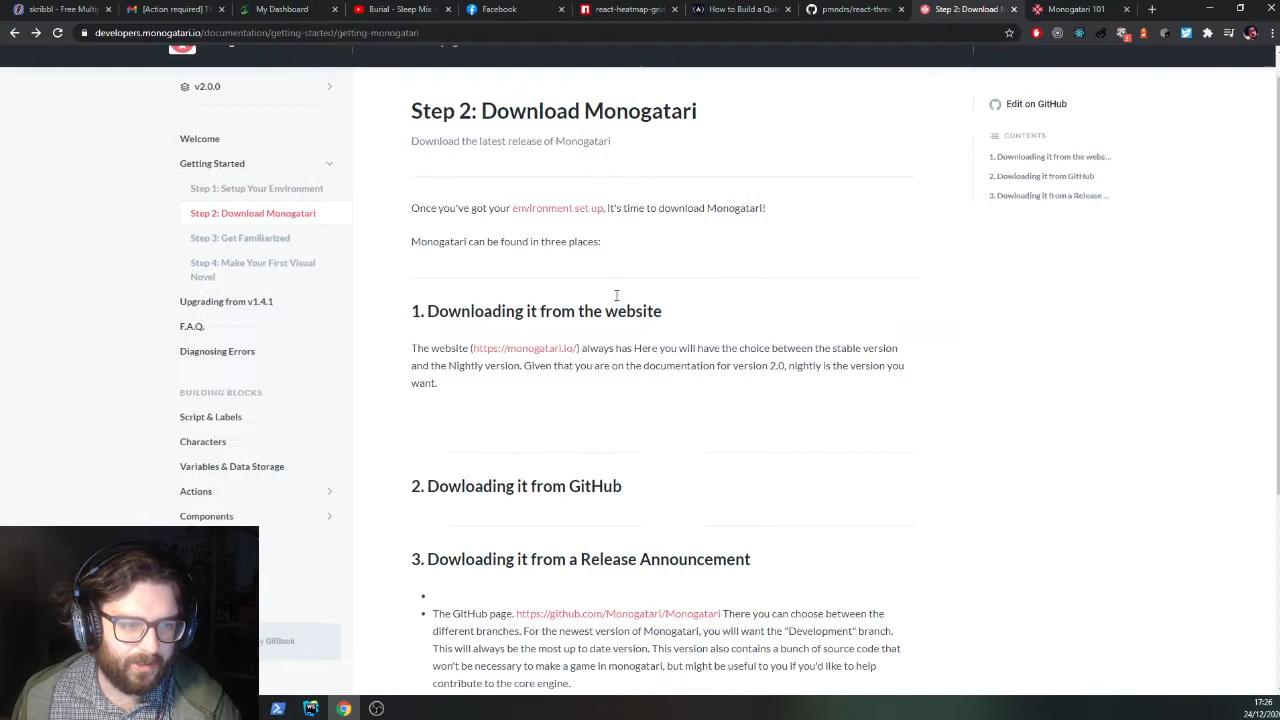 skribbl - Free Mult
[Action required] T
My Dashboard
Burial - Sleep Mix -
Facebook
react-heatmap-grid
How to Build a Quiz
pmndrs/react-three
Step 2: Download M
Monogatari 101
developers.monogatari.io/documentation/getting-started/getting-monogatari
v2.0.0
Welcome
Getting Started
Step 1: Setup Your Environment
Step 2: Download Monogatari
Step 3: Get Familiarized
Step 4: Make Your First Visual
Novel
Upgrading from v1.4.1
F.A.Q.
Diagnosing Errors
BUILDING BLOCKS
Script & Labels
Characters
Variables & Data Storage
Actions
Components
y GitBook
Step 2: Download Monogatari
Download the latest release of Monogatari
Once you've got your environment set up, it's time to download Monogatari!
Monogatari can be found in three places:
1. Downloading it from the website
The website (https://monogatari.io/) always has Here you will have the choice between the stable version
and the Nightly version. Given that you are on the documentation for version 2.0, nightly is the version you
want.
2. Dowloading it from GitHub
3. Dowloading it from a Release Announcement
The GitHub page. https://github.com/Monogatari/Monogatari There you can choose between the
different branches. For the newest version of Monogatari, you will want the "Development" branch.
This will always be the most up to date version. This version also contains a bunch of source code that
won't be necessary to make a game in monogatari, but might be useful to you if you'd like to help
contribute to the core engine.
Edit on GitHub
CONTENTS
1. Downloading it from the webs...
2. Dowloading it from GitHub
3. Dowloading it from a Release ...
17:26
24/12/20